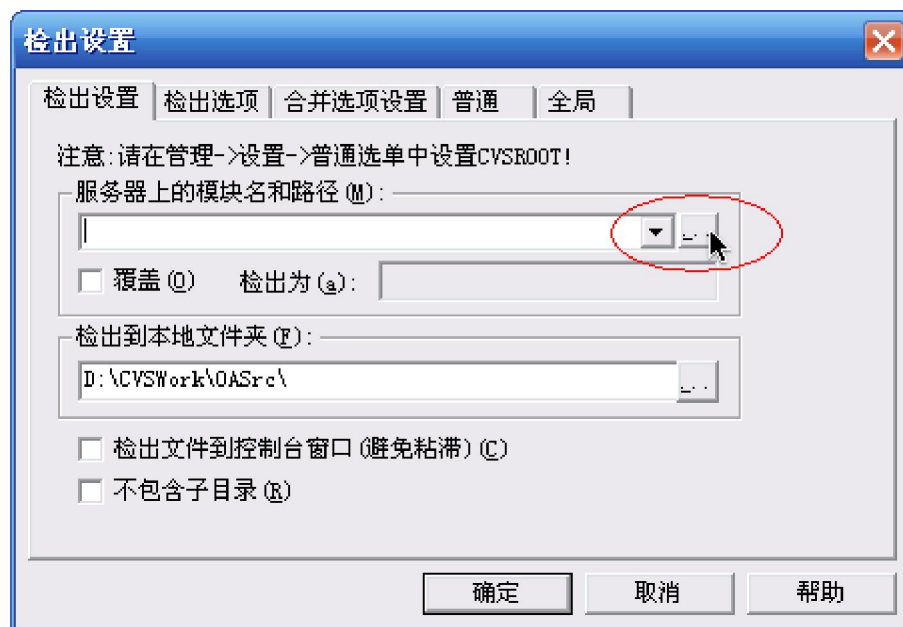 检出设置
检出设置 检出选项 合并选项设置 普通 全局
注意:请在管理->设置->普通选单中设置CVSROOT!
服务器上的模块名和路径(M):
...
覆盖(O) 检出为(a):
检出到本地文件夹(F):
D:\CVSWork\OASrc\ ...
检出文件到控制台窗口(避免粘滞)(C)
不包含子目录(R)
确定 取消 帮助